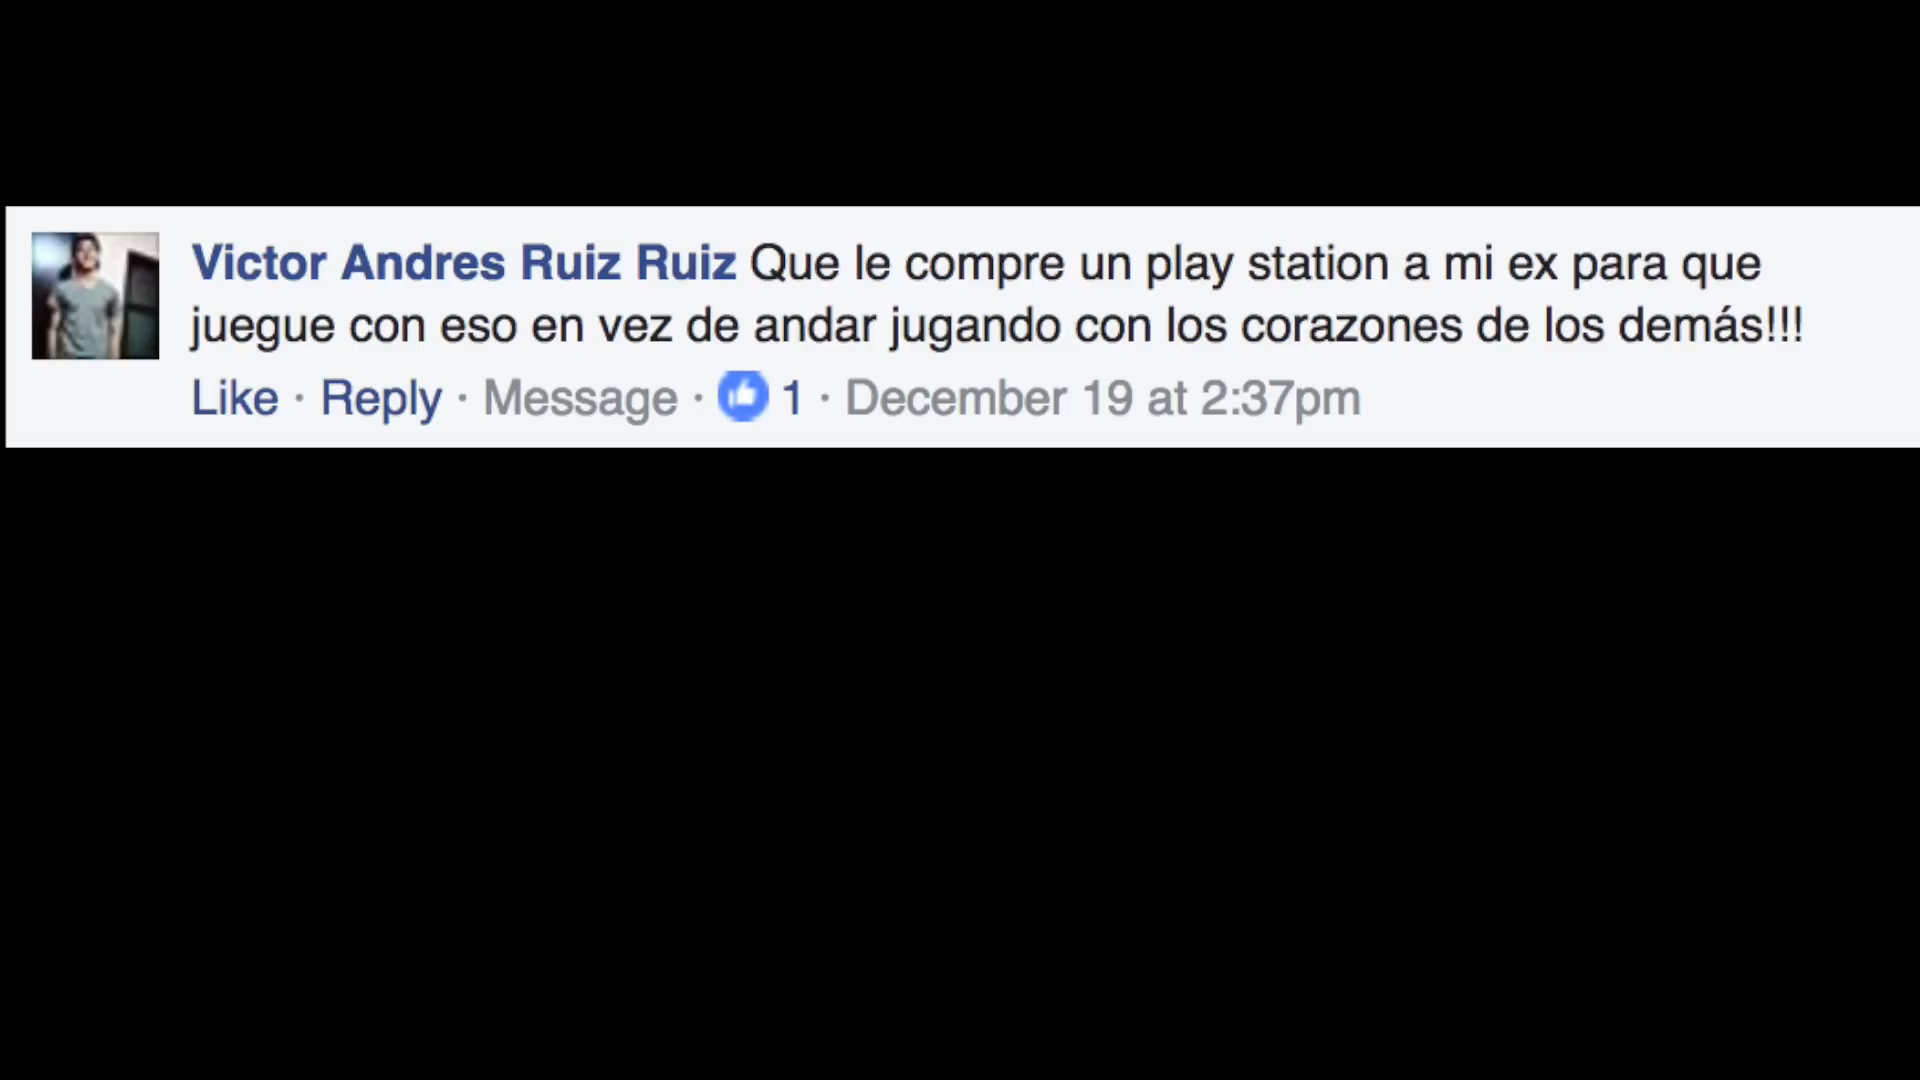 Victor Andres Ruiz Ruiz Que le compre un play station a mi ex para que
juegue con eso en vez de andar jugando con los corazones de los demás!!!
Like · Reply · Message · 1 · December 19 at 2:37pm